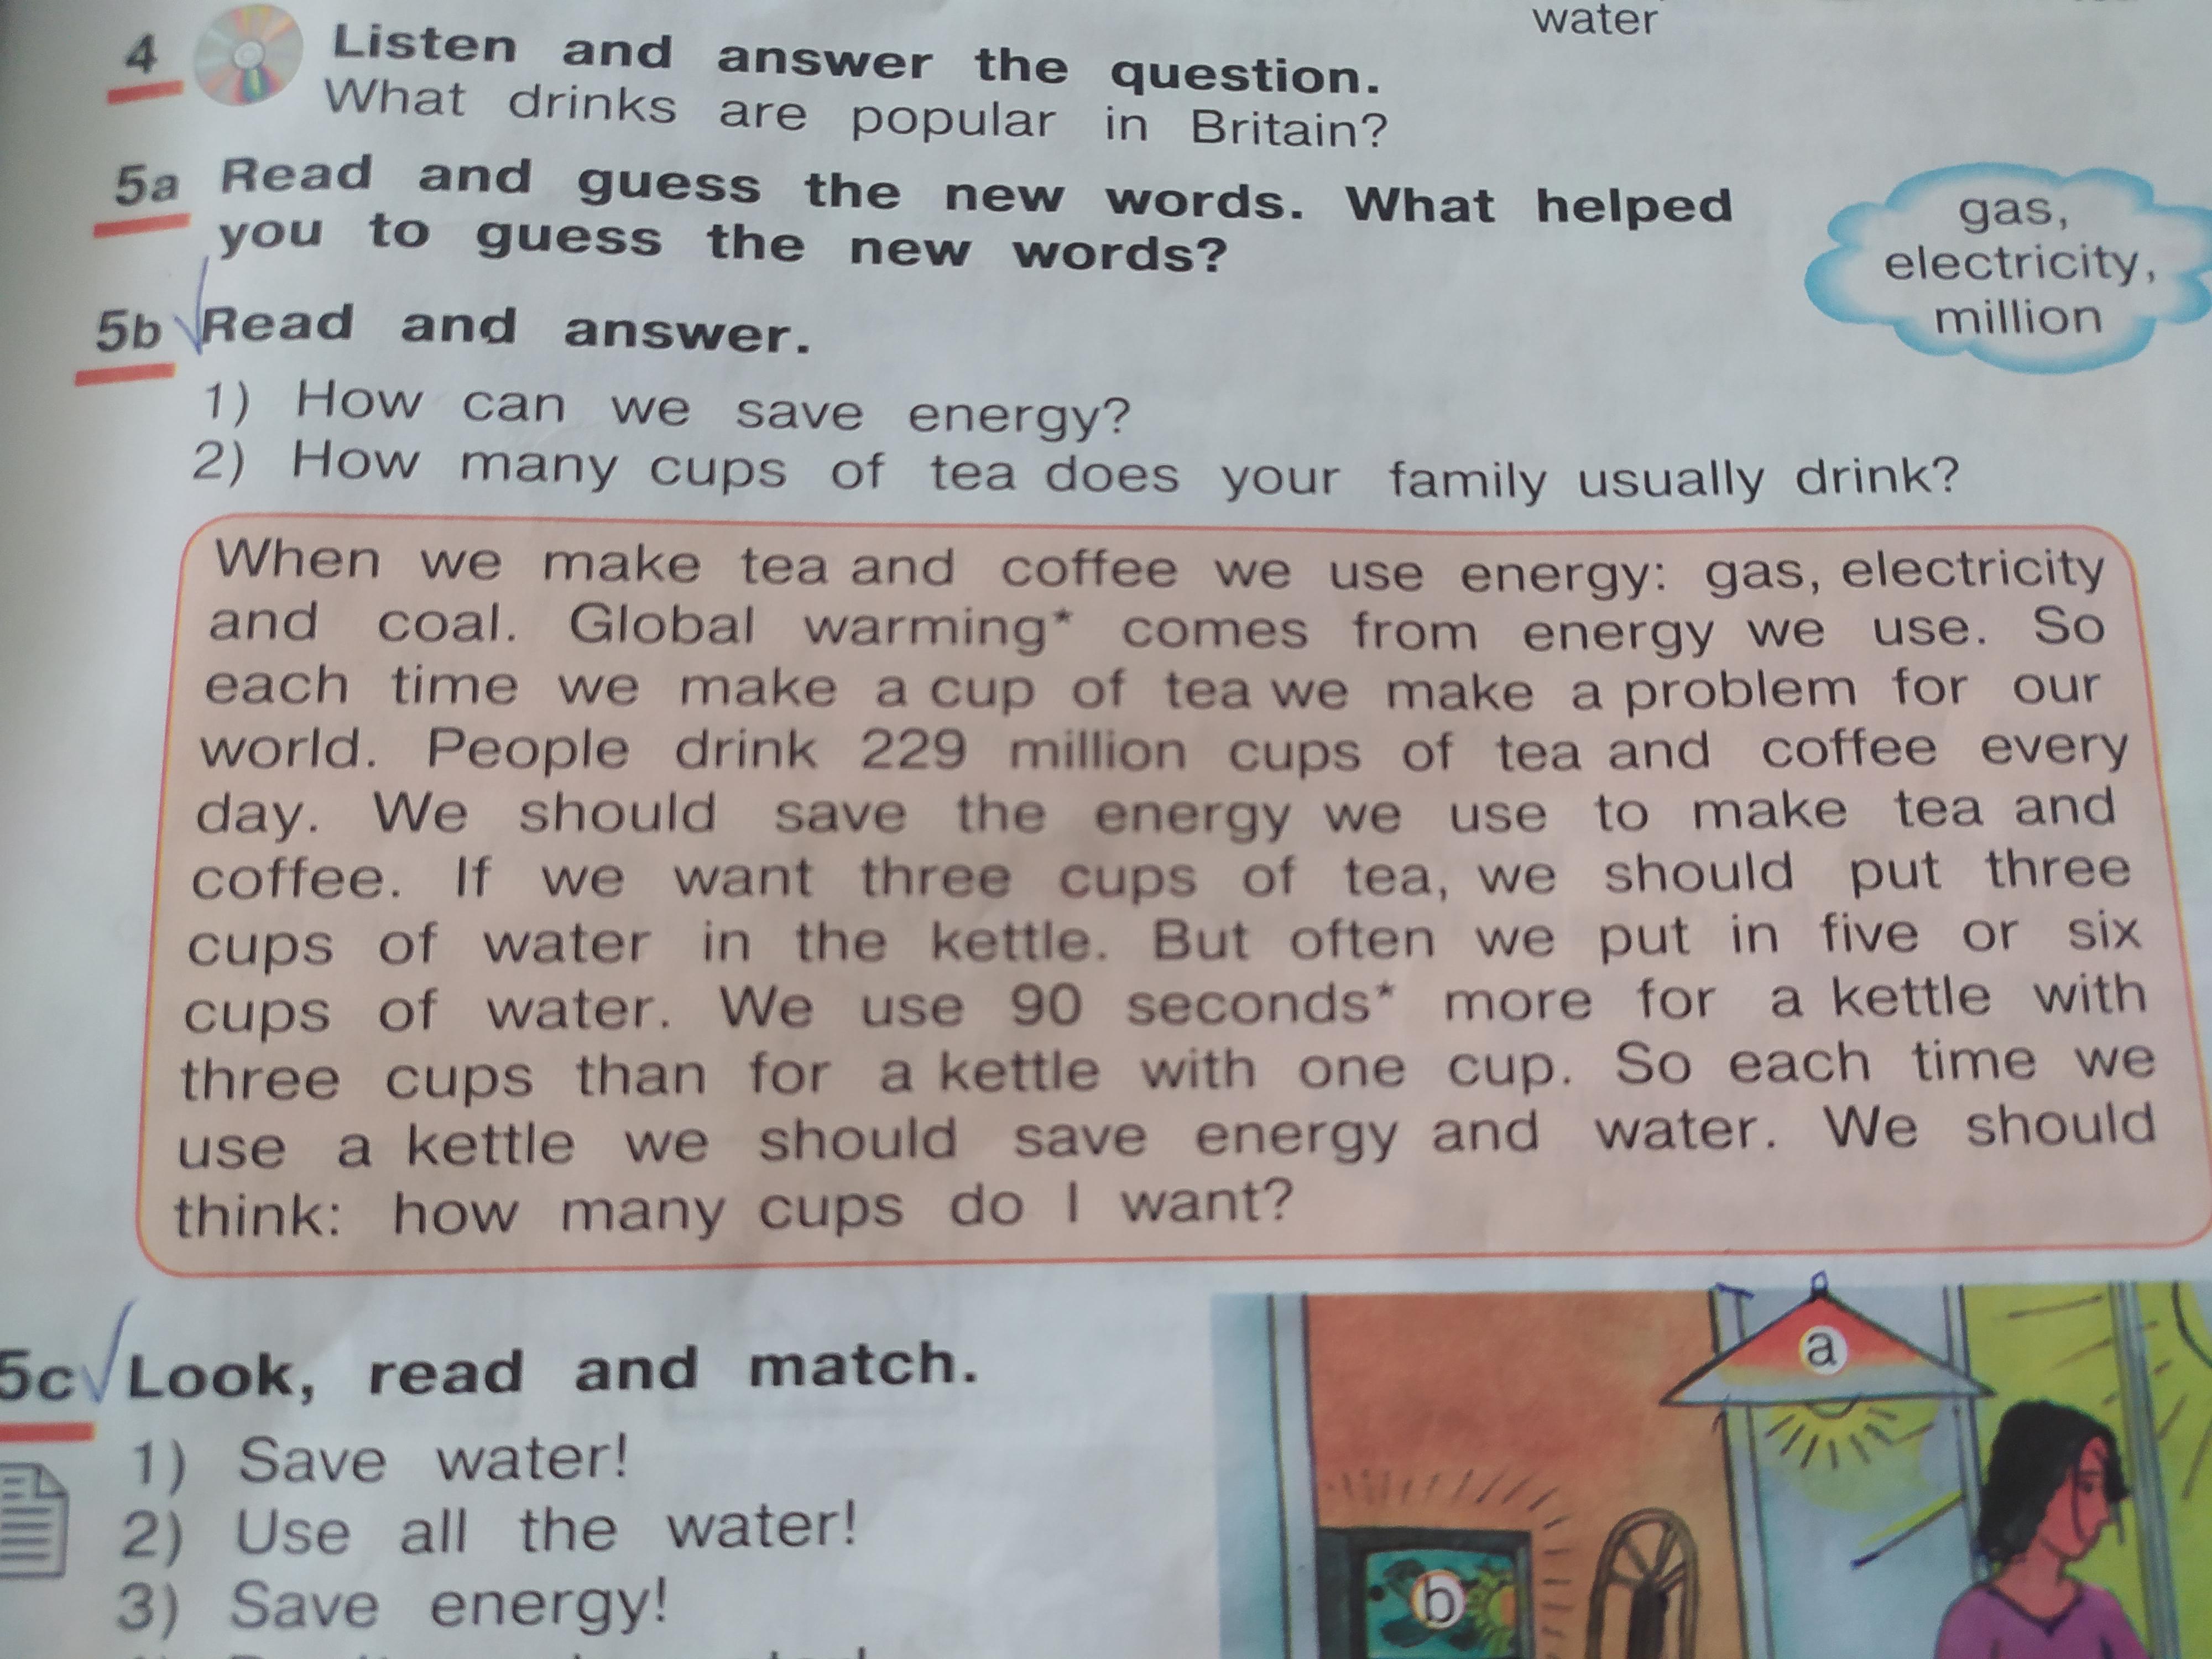 water
4 Listen and answer the question.
What drinks are popular in Britain?
5a Read and guess the new words. What helped
you to guess the new words?
gas,
electricity,
million
5b Read and answer.
1) How can we save energy?
2) How many cups of tea does your family usually drink?
When we make tea and coffee we use energy: gas, electricity
and coal. Global warming* comes from energy we use. So
each time we make a cup of tea we make a problem for our
world. People drink 229 million cups of tea and coffee every
day. We should save the energy we use to make tea and
coffee. If we want three cups of tea, we should put three
cups of water in the kettle. But often we put in five or six
cups of water. We use 90 seconds* more for a kettle with
three cups than for a kettle with one cup. So each time we
use a kettle we should save energy and water. We should
think: how many cups do I want?
5c Look, read and match.
1) Save water!
2) Use all the water!
3) Save energy!
a
b